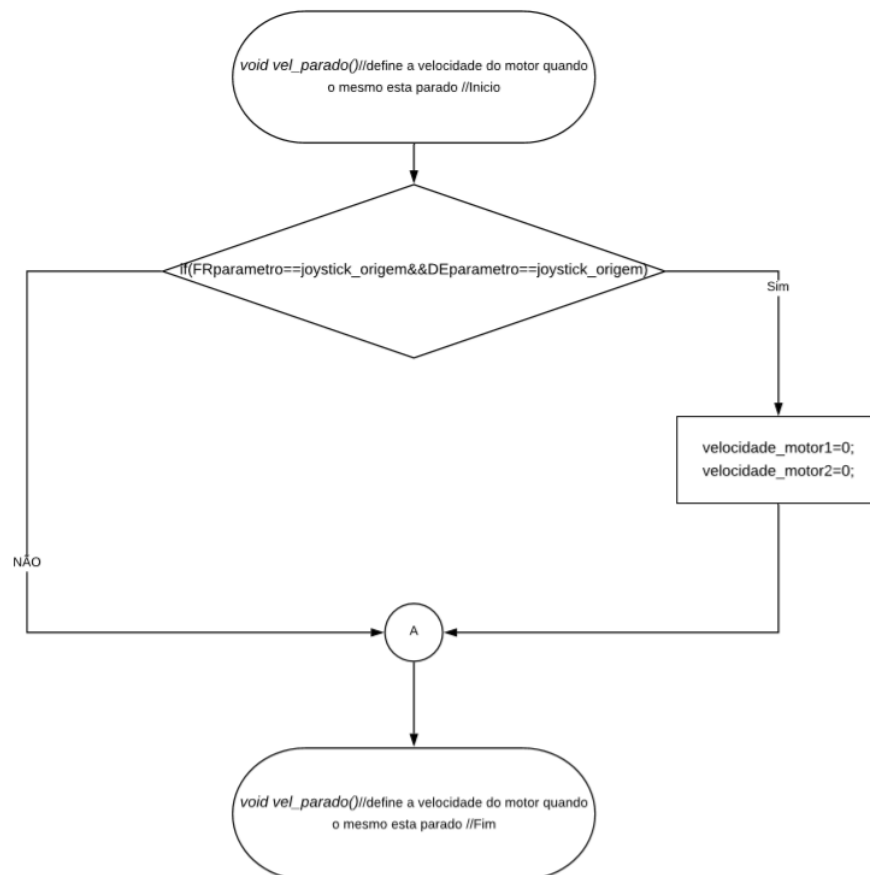 void vel_parado()//define a velocidade do motor quando
o mesmo esta parado //Inicio
if(FRparametro==joystick_origem&&DEparametro==joystick_origem)
Sim
velocidade_motor1=0;
velocidade_motor2=0;
NÃO
A
void vel_parado()//define a velocidade do motor quando
o mesmo esta parado //Fim